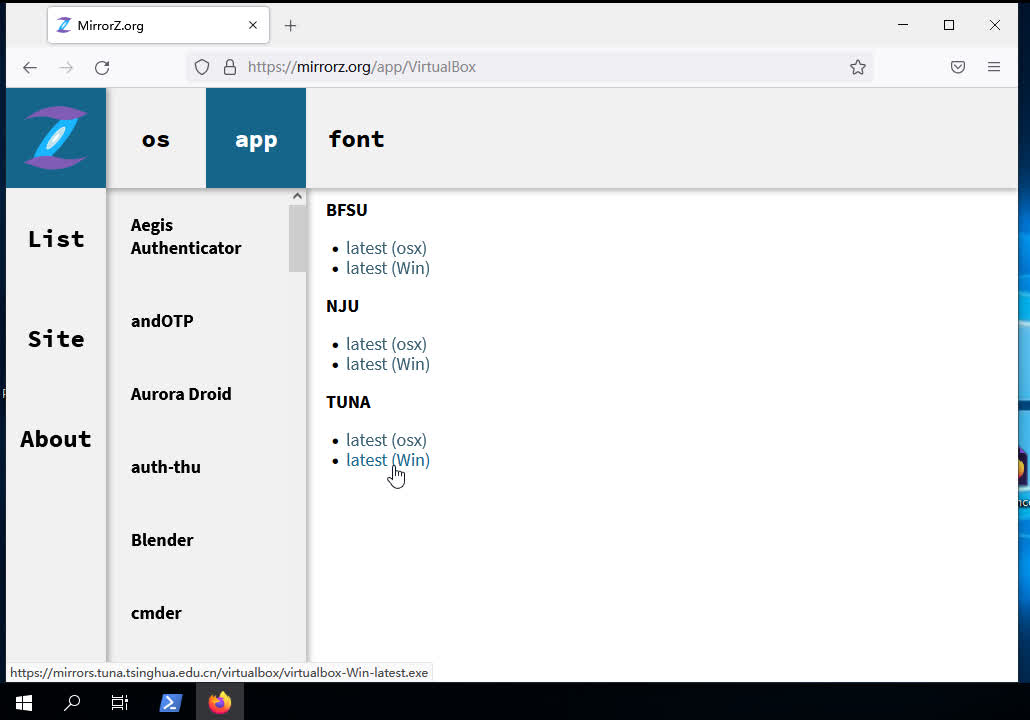 MirrorZ.org
https://mirrorz.org/app/VirtualBox
os
app
font
List
Site
About
Aegis
Authenticator
andOTP
Aurora Droid
auth-thu
Blender
cmder
BFSU
latest (osx)
latest (Win)
NJU
latest (osx)
latest (Win)
TUNA
latest (osx)
latest (Win)
https://mirrors.tuna.tsinghua.edu.cn/virtualbox/virtualbox-Win-latest.exe